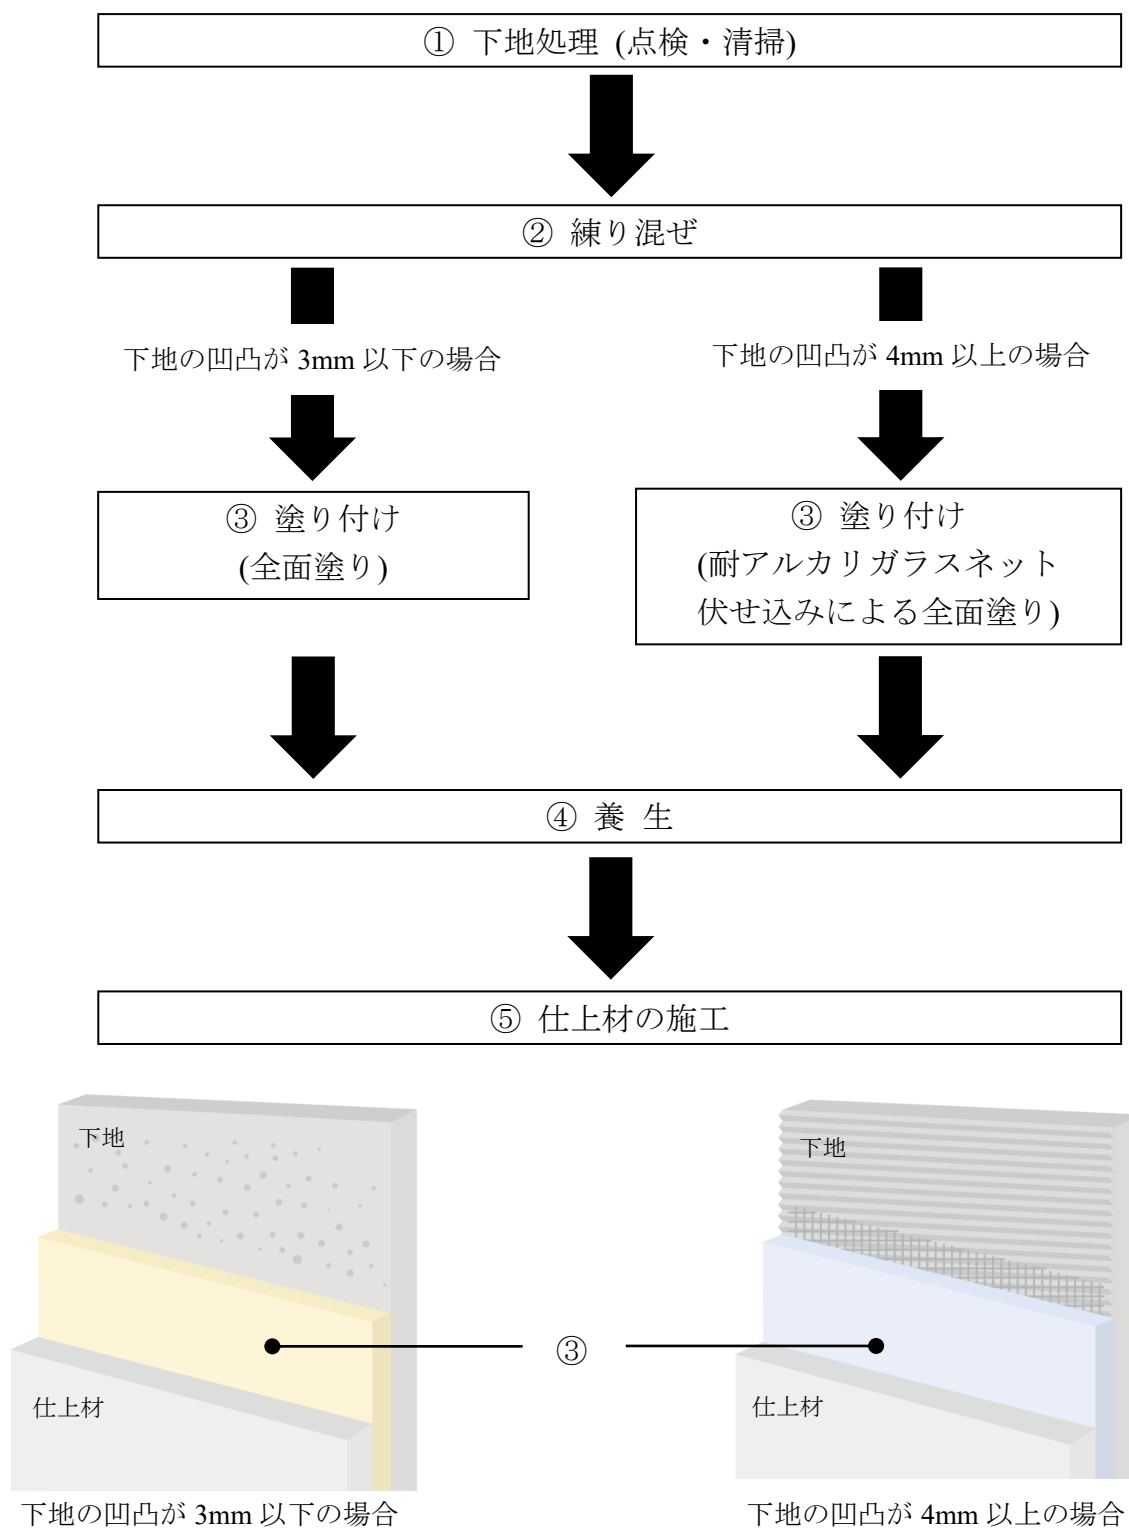 ① 下地処理 (点検・清掃)
② 練り混ぜ
下地の凹凸が 3mm 以下の場合
下地の凹凸が 4mm 以上の場合
③ 塗り付け
(全面塗り)
③ 塗り付け
(耐アルカリガラスネット
伏せ込みによる全面塗り)
④ 養 生
⑤ 仕上材の施工
下地
下地
③
仕上材
仕上材
下地の凹凸が 3mm 以下の場合
下地の凹凸が 4mm 以上の場合